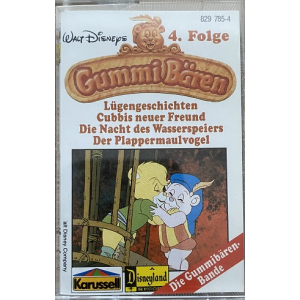 829 785-4
WALT DISNEYS
4. Folge
Gummi Bären
Lügengeschichten
Cubbis neuer Freund
Die Nacht des Wasserspeiers
Der Plappermaulvogel
Karussell
Disneyland
Die Gummibären-
Bande